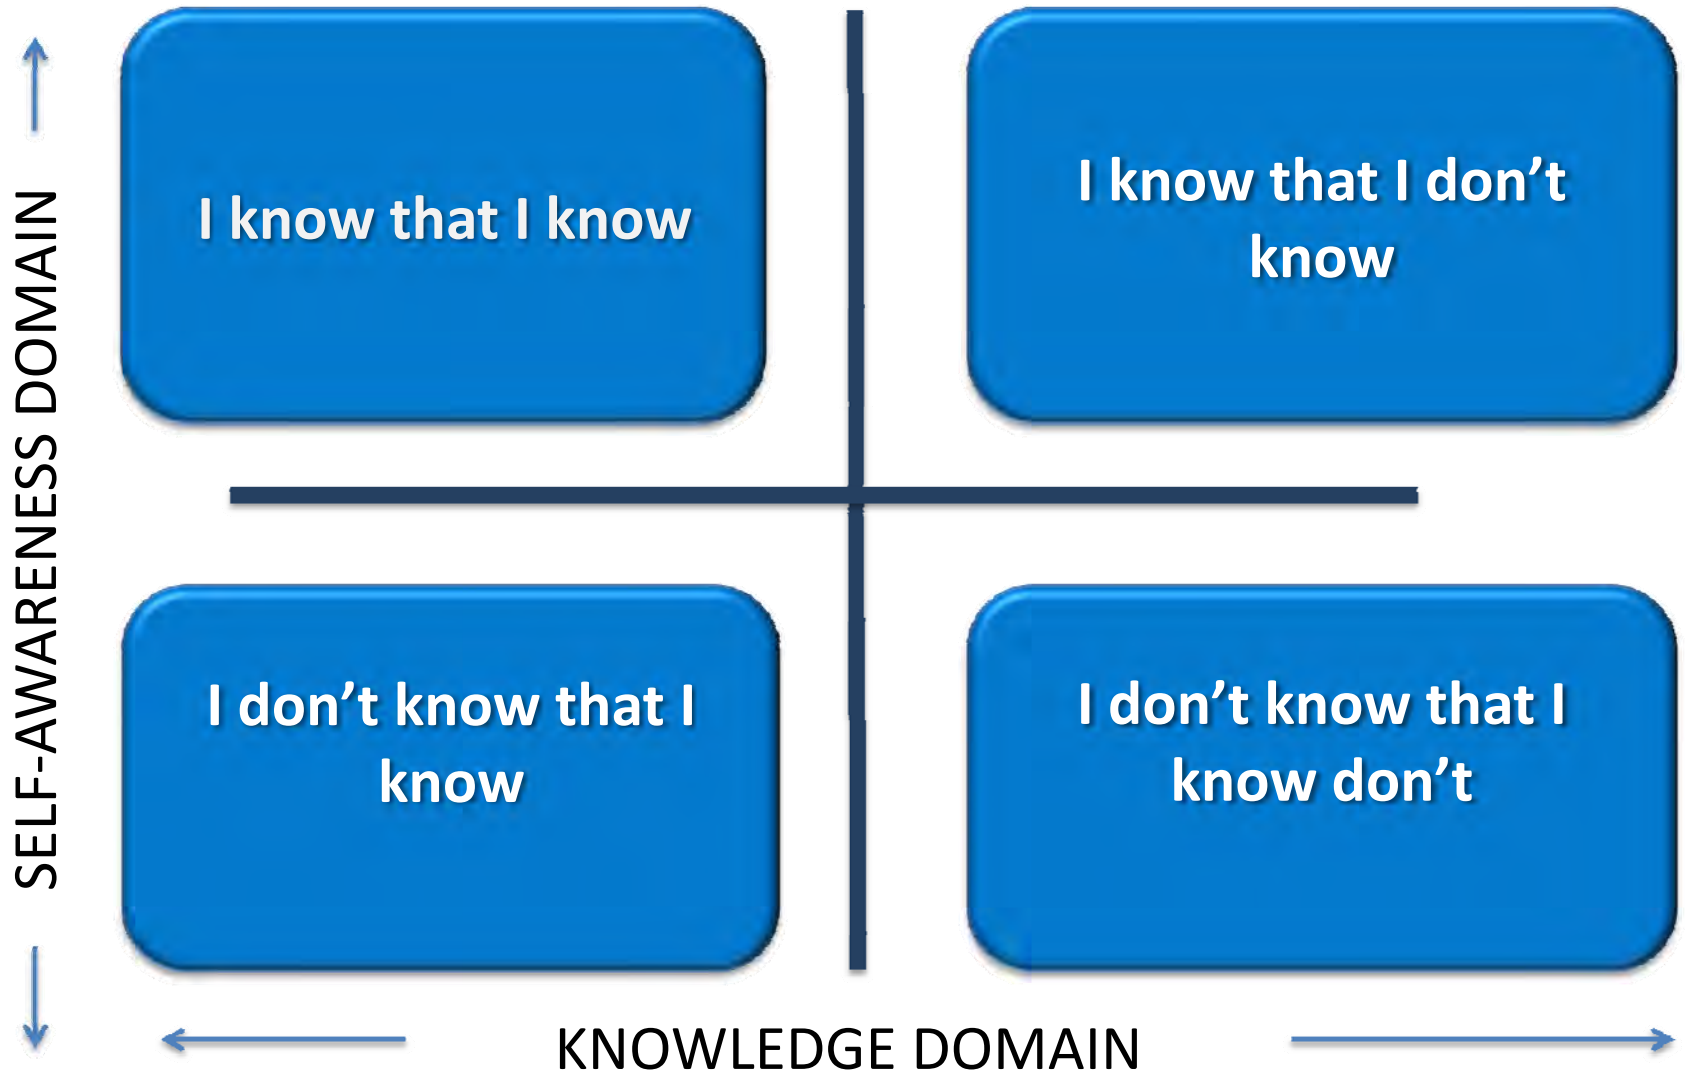 SELF-AWARENESS DOMAIN
I know that I know
I know that I don’t
know
I don’t know that I
know
I don’t know that I
know don’t
KNOWLEDGE DOMAIN